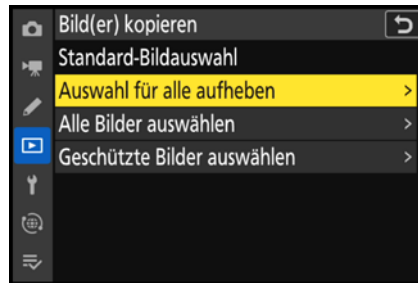 Bild(er) kopieren
Standard-Bildauswahl
Auswahl für alle aufheben
Alle Bilder auswählen
Geschützte Bilder auswählen